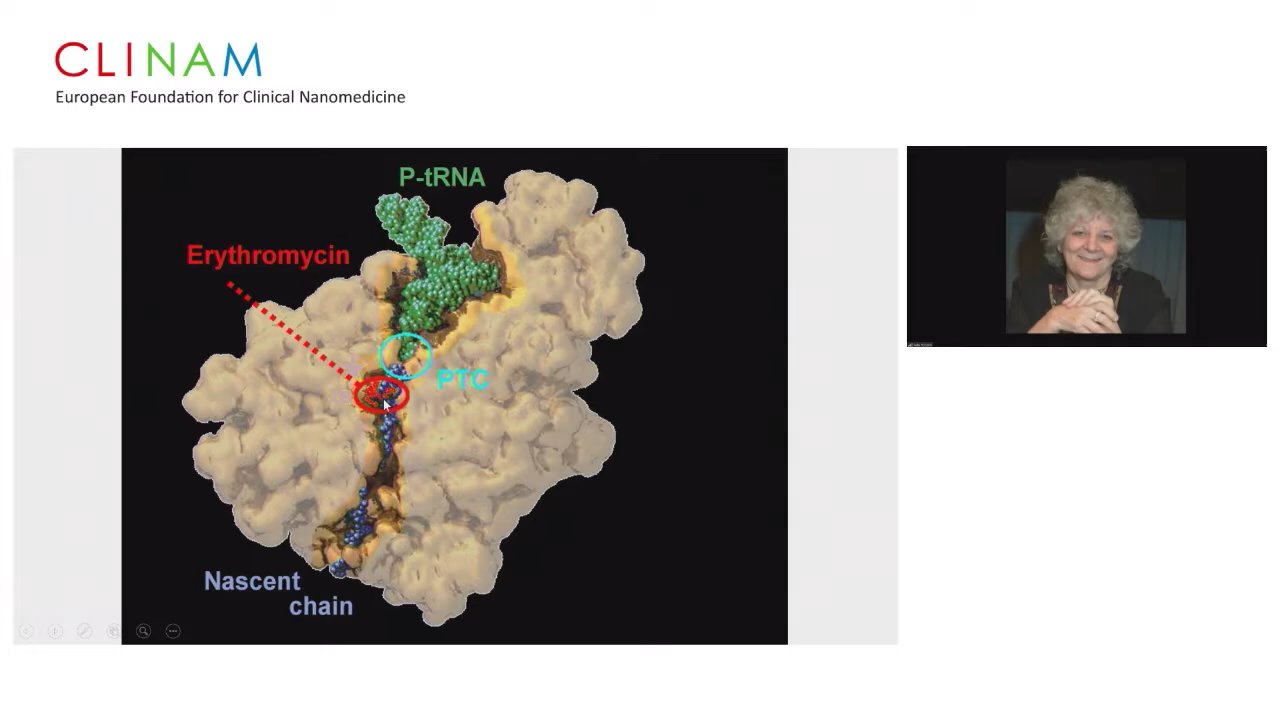 CLINAM
European Foundation for Clinical Nanomedicine
P-tRNA
Erythromycin
PTC
Nascent
chain